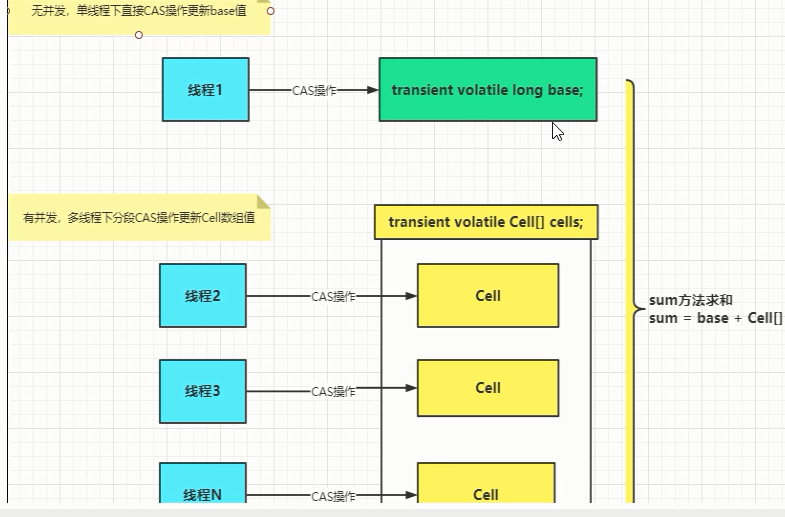 无并发，单线程下直接CAS操作更新base值
线程1
CAS操作
transient volatile long base;
有并发，多线程下分段CAS操作更新Cell数组值
transient volatile Cell[] cells;
线程2
CAS操作
Cell
sum方法求和
sum = base + Cell[]
线程3
CAS操作
Cell
线程N
CAS操作
Cell